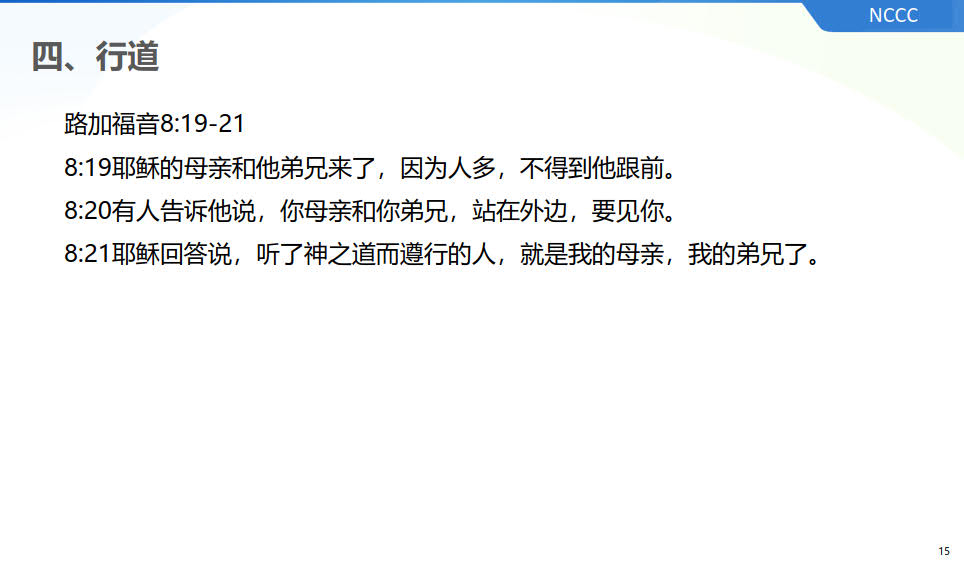 NCCC
四、行道
路加福音8:19-21
8:19耶稣的母亲和他弟兄来了，因为人多，不得到他跟前。
8:20有人告诉他说，你母亲和你弟兄，站在外边，要见你。
8:21耶稣回答说，听了神之道而遵行的人，就是我的母亲，我的弟兄了。
15